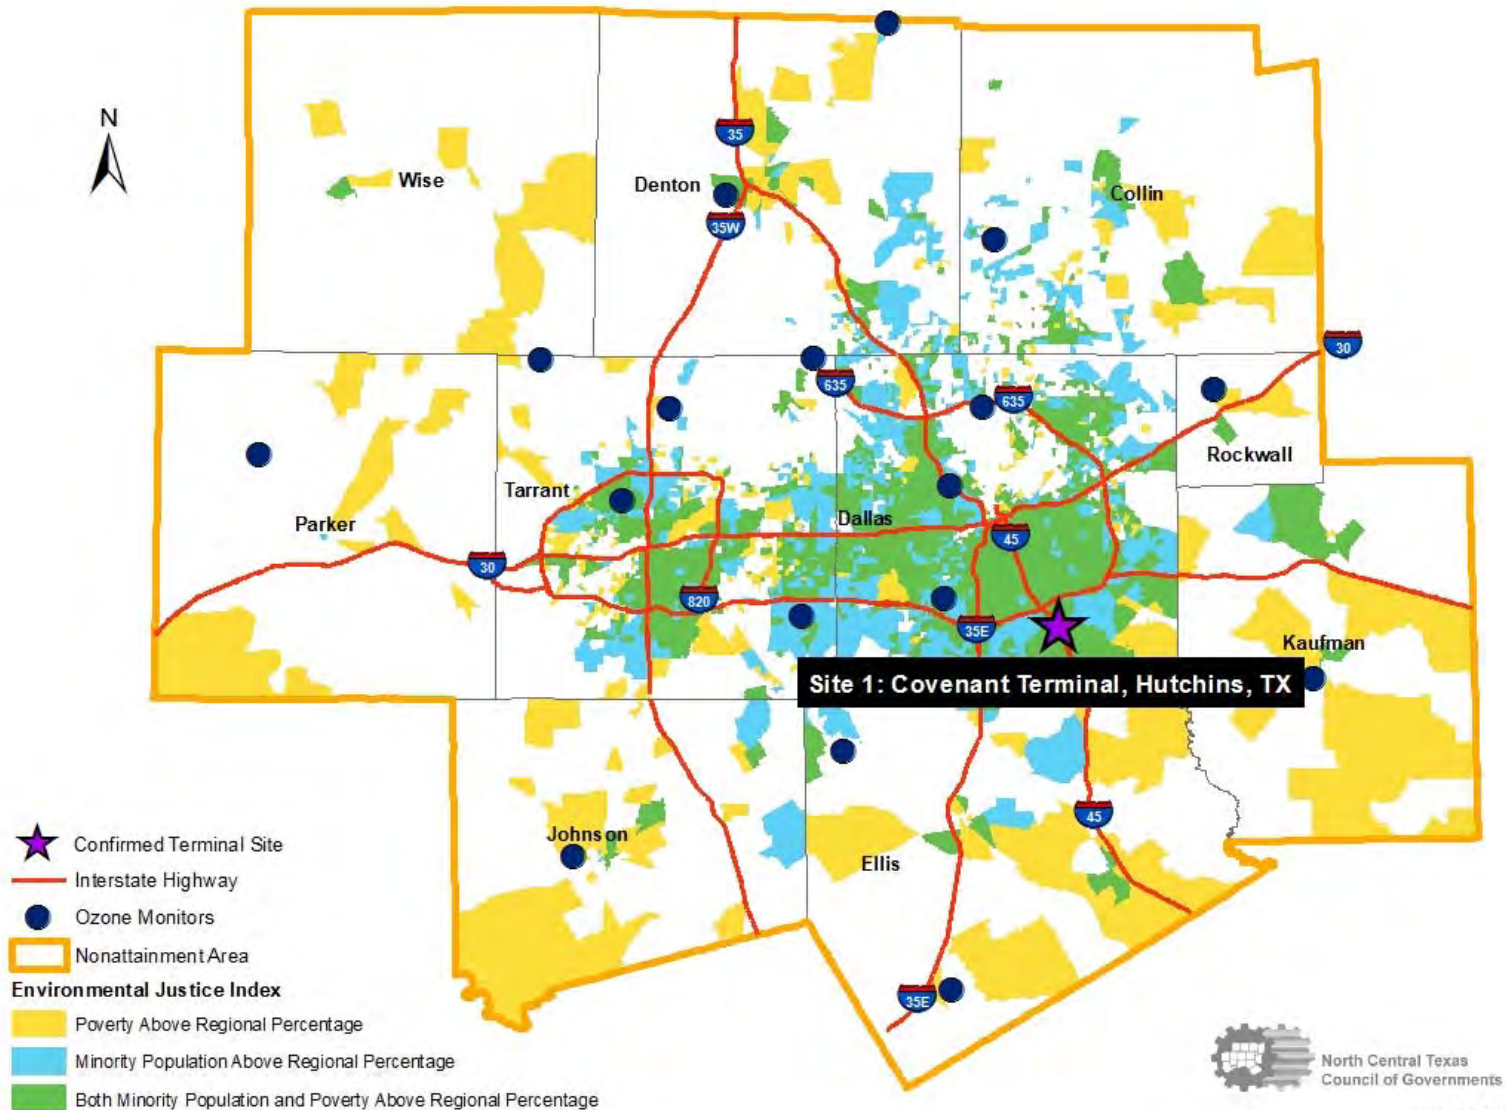 N
35
Wise
Denton
Collin
35W
30
635
635
Rockwall
Tarrant
Parker
Dallas
45
30
820
35E
Kaufman
Site 1: Covenant Terminal, Hutchins, TX
45
Johnson
Ellis
35E
Confirmed Terminal Site
Interstate Highway
Ozone Monitors
Nonattainment Area
Environmental Justice Index
Poverty Above Regional Percentage
Minority Population Above Regional Percentage
Both Minority Population and Poverty Above Regional Percentage
North Central Texas
Council of Governments